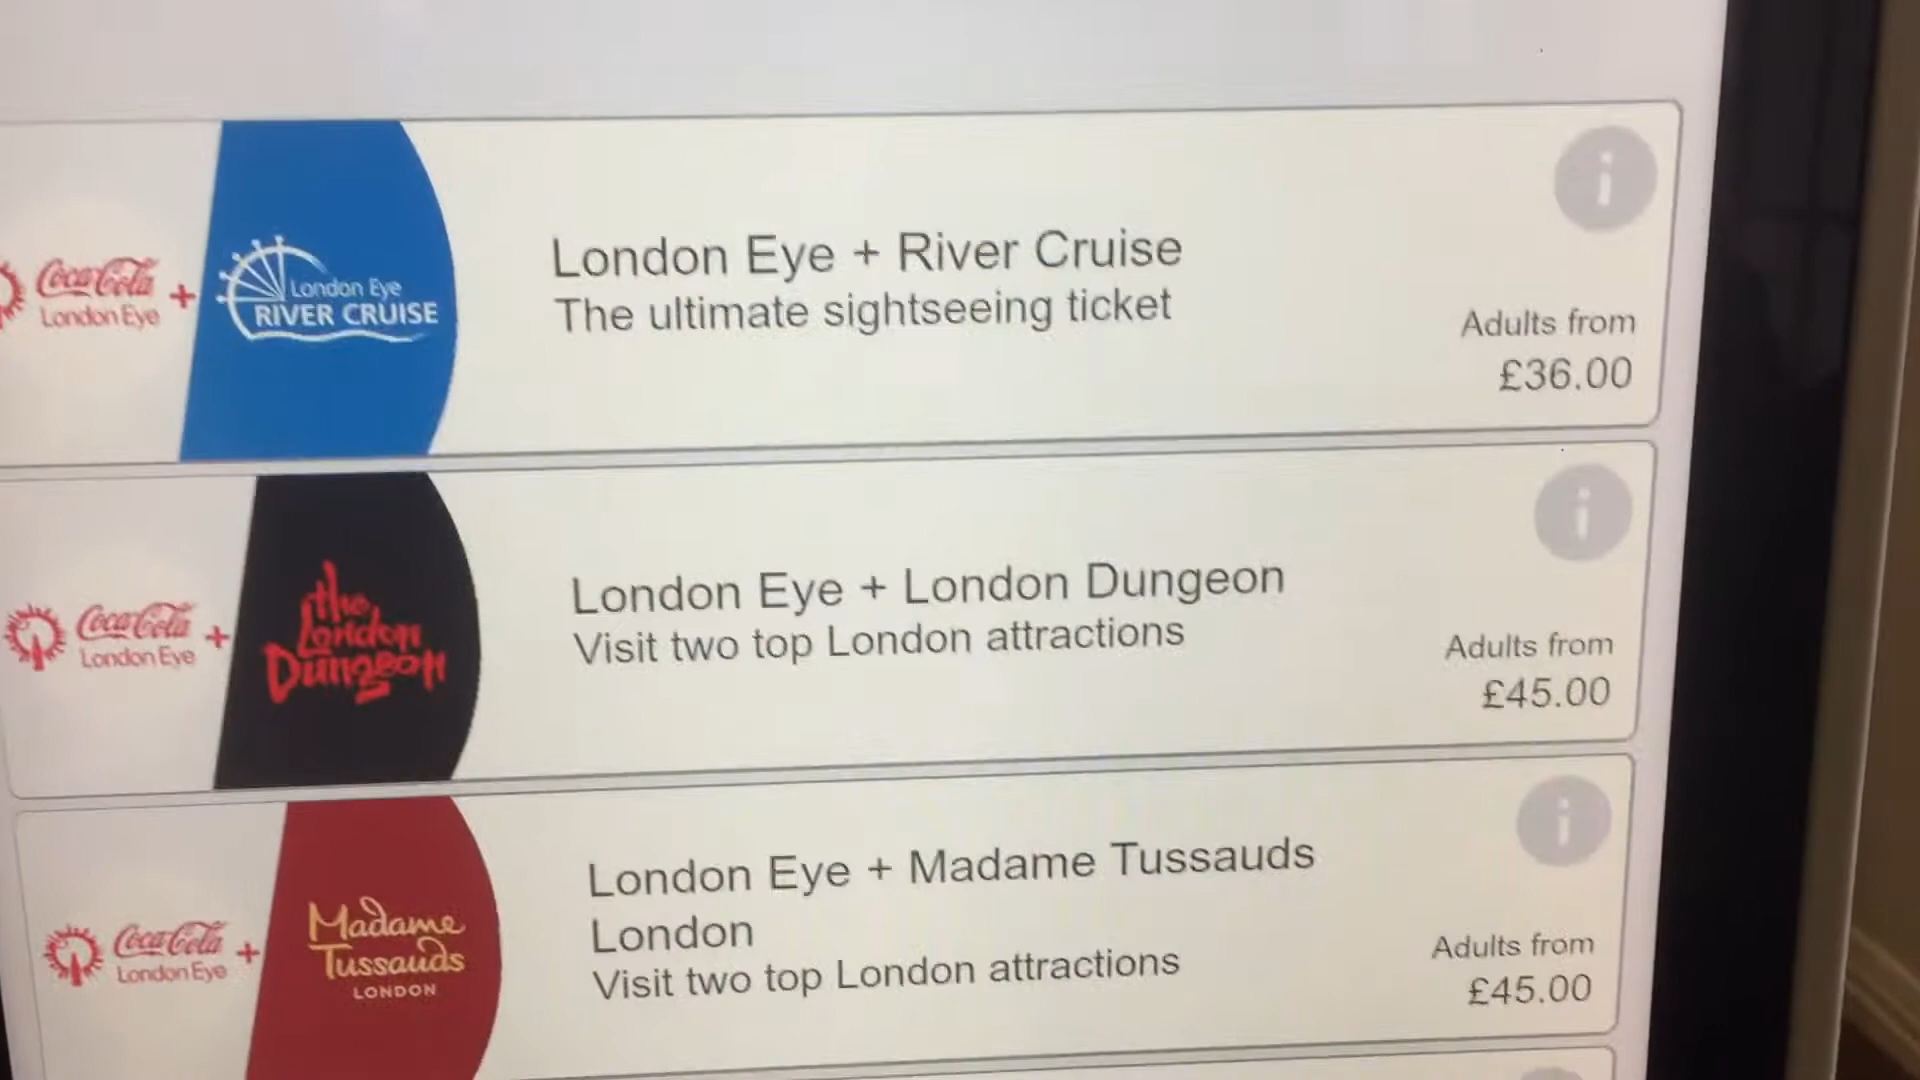 Coca-Cola
London Eye
+
London Eye
RIVER CRUISE
London Eye + River Cruise
The ultimate sightseeing ticket
i
Adults from
£36.00
Coca-Cola
London Eye
+
the
London
Dungeon
London Eye + London Dungeon
Visit two top London attractions
i
Adults from
£45.00
Coca-Cola
London Eye
+
Madame
Tussauds
LONDON
London Eye + Madame Tussauds
London
Visit two top London attractions
i
Adults from
£45.00